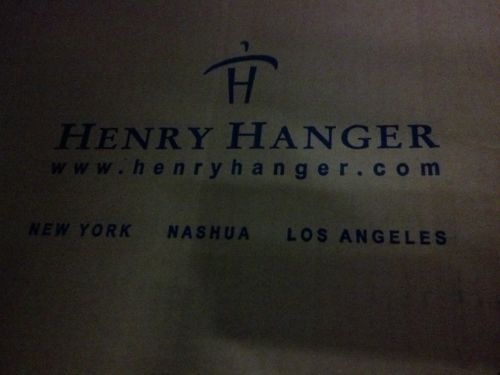 H
HENRY HANGER
www.henryhanger.com
NEW YORK NASHUA LOS ANGELES